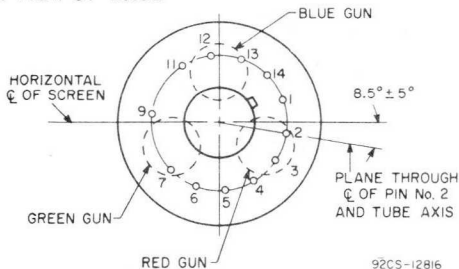 BLUE GUN
12
13
11
14
HORIZONTAL
℄ OF SCREEN
1
8.5° ± 5°
9
2
3
7
4
6
5
PLANE THROUGH
℄ OF PIN No. 2
AND TUBE AXIS
GREEN GUN
RED GUN
92CS-12816